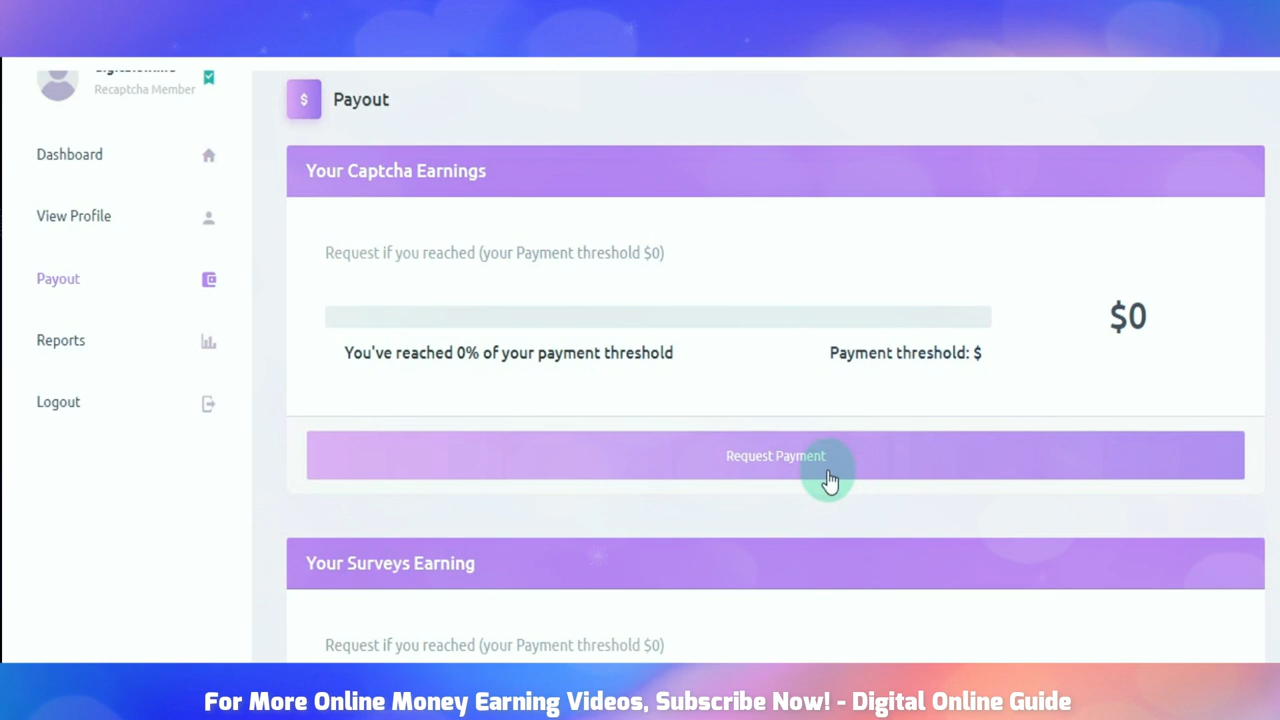 Recaptcha Member
$ Payout
Dashboard
View Profile
Payout
Reports
Logout
Your Captcha Earnings
Request if you reached (your Payment threshold $0)
$0
You've reached 0% of your payment threshold
Payment threshold: $
Request Payment
Your Surveys Earning
Request if you reached (your Payment threshold $0)
For More Online Money Earning Videos, Subscribe Now! - Digital Online Guide